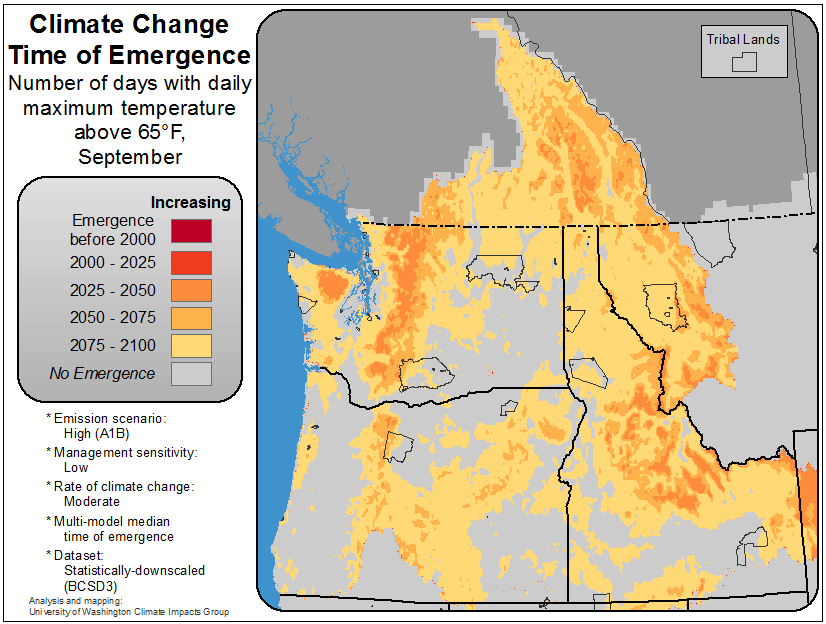 Climate Change
Time of Emergence
Number of days with daily
maximum temperature
above 65°F,
September
Increasing
Emergence
before 2000
2000 - 2025
2025 - 2050
2050 - 2075
2075 - 2100
No Emergence
* Emission scenario:
High (A1B)
* Management sensitivity:
Low
* Rate of climate change:
Moderate
* Multi-model median
time of emergence
* Dataset:
Statistically-downscaled
(BCSD3)
Analysis and mapping:
University of Washington Climate Impacts Group
Tribal Lands